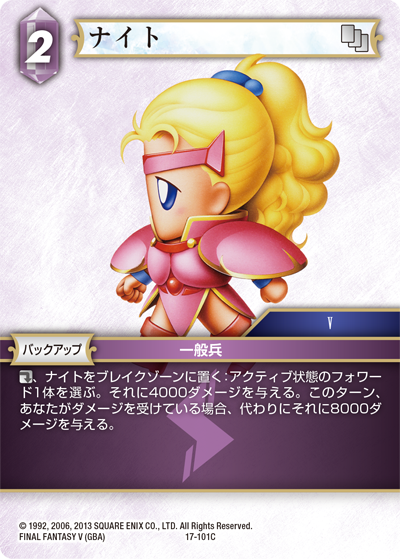 2
ナイト
V
バックアップ
一般兵
、ナイトをブレイクゾーンに置く:アクティブ状態のフォワー
ド1体を選ぶ。それに4000ダメージを与える。このターン、
あなたがダメージを受けている場合、代わりにそれに8000ダ
メージを与える。
© 1992, 2006, 2013 SQUARE ENIX CO., LTD. All Rights Reserved.
FINAL FANTASY V (GBA)
17-101C